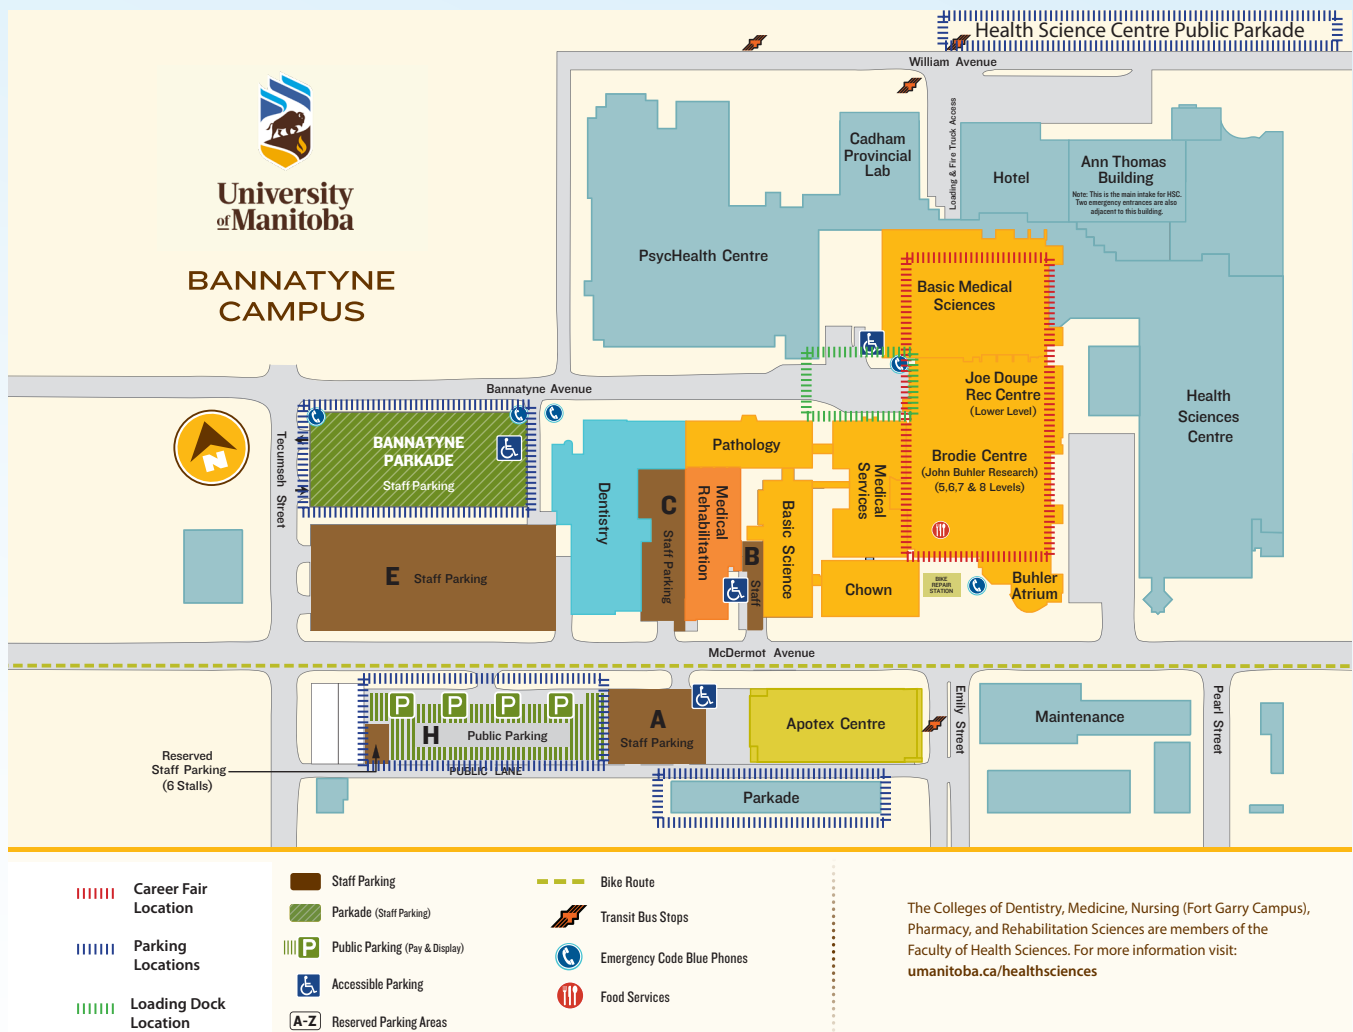 Health Science Centre Public Parkade
William Avenue
Loading & Fire Truck Access
University
of Manitoba
BANNATYNE
CAMPUS
Cadham
Provincial
Lab
Hotel
Ann Thomas
Building
Note: This is the main intake for HSC.
Two emergency entrances are also
adjacent to this building.
PsycHealth Centre
Basic Medical
Sciences
Joe Doupe
Rec Centre
(Lower Level)
Health
Sciences
Centre
Bannatyne Avenue
Tecumseh Street
N
BANNATYNE
PARKADE
Staff Parking
Pathology
Brodie Centre
(John Buhler Research)
(5,6,7 & 8 Levels)
Medical
Services
Dentistry
C
Staff Parking
Medical
Rehabilitation
B
Staff
Basic Science
E Staff Parking
Chown
BIKE
REPAIR
STATION
Buhler
Atrium
McDermot Avenue
P P P P
H Public Parking
A
Staff Parking
Apotex Centre
Emily Street
Maintenance
Pearl Street
Reserved
Staff Parking
(6 Stalls)
PUBLIC LANE
Parkade
Career Fair
Location
Parking
Locations
Loading Dock
Location
Staff Parking
Parkade (Staff Parking)
P Public Parking (Pay & Display)
Accessible Parking
A-Z Reserved Parking Areas
Bike Route
Transit Bus Stops
Emergency Code Blue Phones
Food Services
The Colleges of Dentistry, Medicine, Nursing (Fort Garry Campus),
Pharmacy, and Rehabilitation Sciences are members of the
Faculty of Health Sciences. For more information visit:
umanitoba.ca/healthsciences